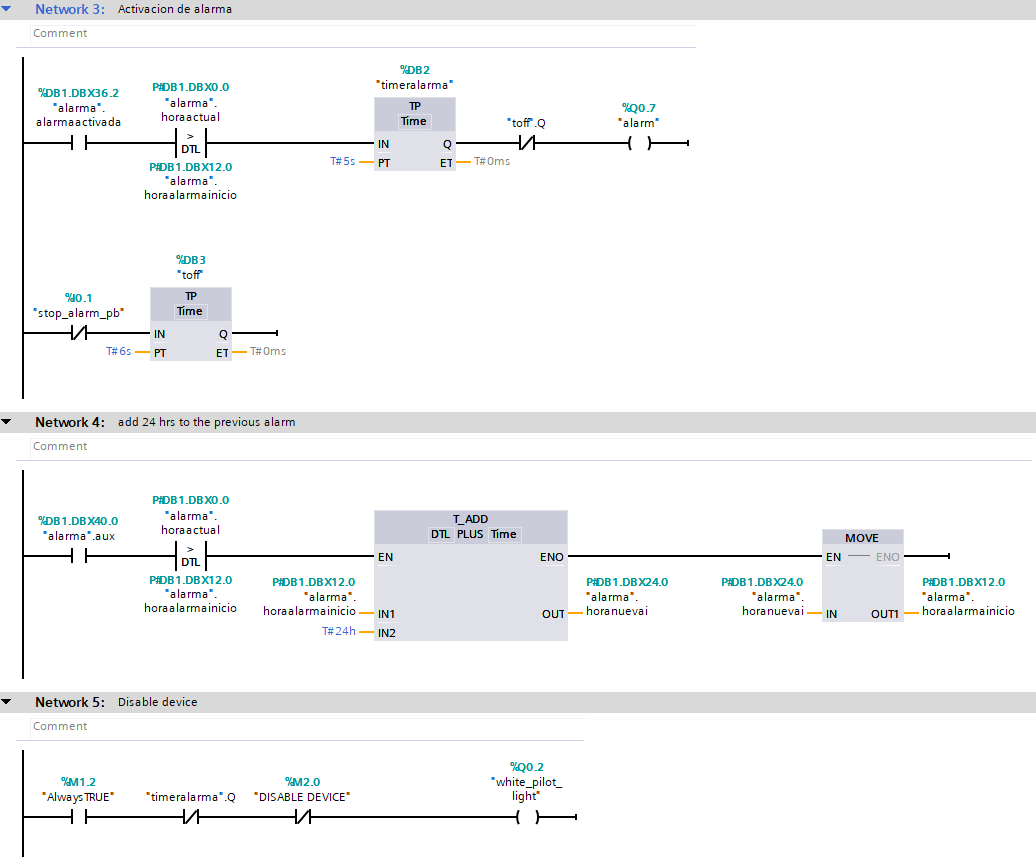 Network 3: Activacion de alarma
Comment
%DB1.DBX36.2
"alarma".
alarmaactivada
P#DB1.DBX0.0
"alarma".
horaactual
>
DTL
P#DB1.DBX12.0
"alarma".
horaalarmainicio
%DB2
"timeralarma"
TP
Time
IN
Q
T#5s
PT
ET
T#0ms
"toff".Q
%Q0.7
"alarm"
%I0.1
"stop_alarm_pb"
%DB3
"toff"
TP
Time
IN
Q
T#6s
PT
ET
T#0ms
Network 4: add 24 hrs to the previous alarm
Comment
%DB1.DBX40.0
"alarma".aux
P#DB1.DBX0.0
"alarma".
horaactual
>
DTL
P#DB1.DBX12.0
"alarma".
horaalarmainicio
T_ADD
DTL PLUS Time
EN
ENO
P#DB1.DBX12.0
"alarma".
horaalarmainicio
IN1
T#24h
IN2
OUT
P#DB1.DBX24.0
"alarma".
horanuevai
MOVE
EN
ENO
P#DB1.DBX24.0
"alarma".
horanuevai
IN
OUT1
P#DB1.DBX12.0
"alarma".
horaalarmainicio
Network 5: Disable device
Comment
%M1.2
"AlwaysTRUE"
"timeralarma".Q
%M2.0
"DISABLE DEVICE"
%Q0.2
"white_pilot_
light"